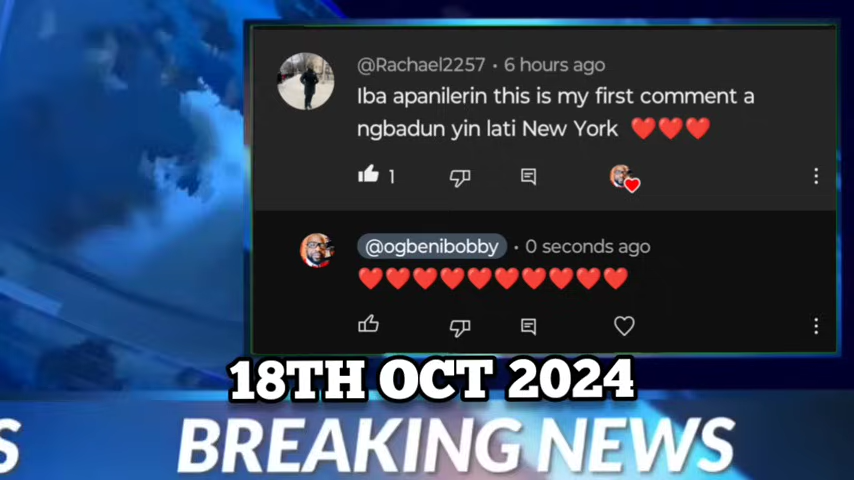 @Rachael2257 · 6 hours ago
Iba apanilerin this is my first comment a
ngbadun yin lati New York ❤️❤️❤️
1
@ogbenibobby · 0 seconds ago
❤️❤️❤️❤️❤️❤️❤️❤️❤️❤️
18TH OCT 2024
S BREAKING NEWS